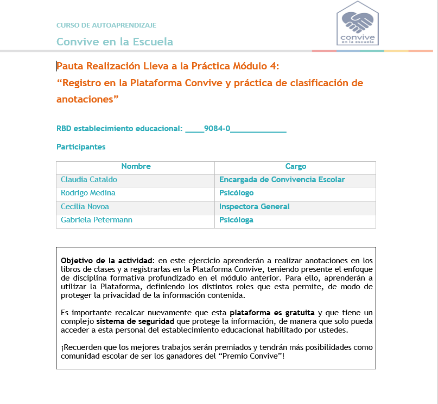 CURSO DE AUTOAPRENDIZAJE
Convive en la Escuela
convive
en la escuela
Pauta Realización Lleva a la Práctica Módulo 4:
“Registro en la Plataforma Convive y práctica de clasificación de
anotaciones”
RBD establecimiento educacional: ____9084-0____________
Participantes
Nombre Cargo
Claudia Cataldo Encargada de Convivencia Escolar
Rodrigo Medina Psicólogo
Cecilia Novoa Inspectora General
Gabriela Petermann Psicóloga
Objetivo de la actividad: en este ejercicio aprenderán a realizar anotaciones en los
libros de clases y a registrarlas en la Plataforma Convive, teniendo presente el enfoque
de disciplina formativa profundizado en el módulo anterior. Para ello, aprenderán a
utilizar la Plataforma, definiendo los distintos roles que esta permite, de modo de
proteger la privacidad de la información contenida.
Es importante recalcar nuevamente que esta plataforma es gratuita y que tiene un
complejo sistema de seguridad que protege la información, de manera que solo pueda
acceder a esta personal del establecimiento educacional habilitado por ustedes.
¡Recuerden que los mejores trabajos serán premiados y tendrán más posibilidades como
comunidad escolar de ser los ganadores del “Premio Convive”!